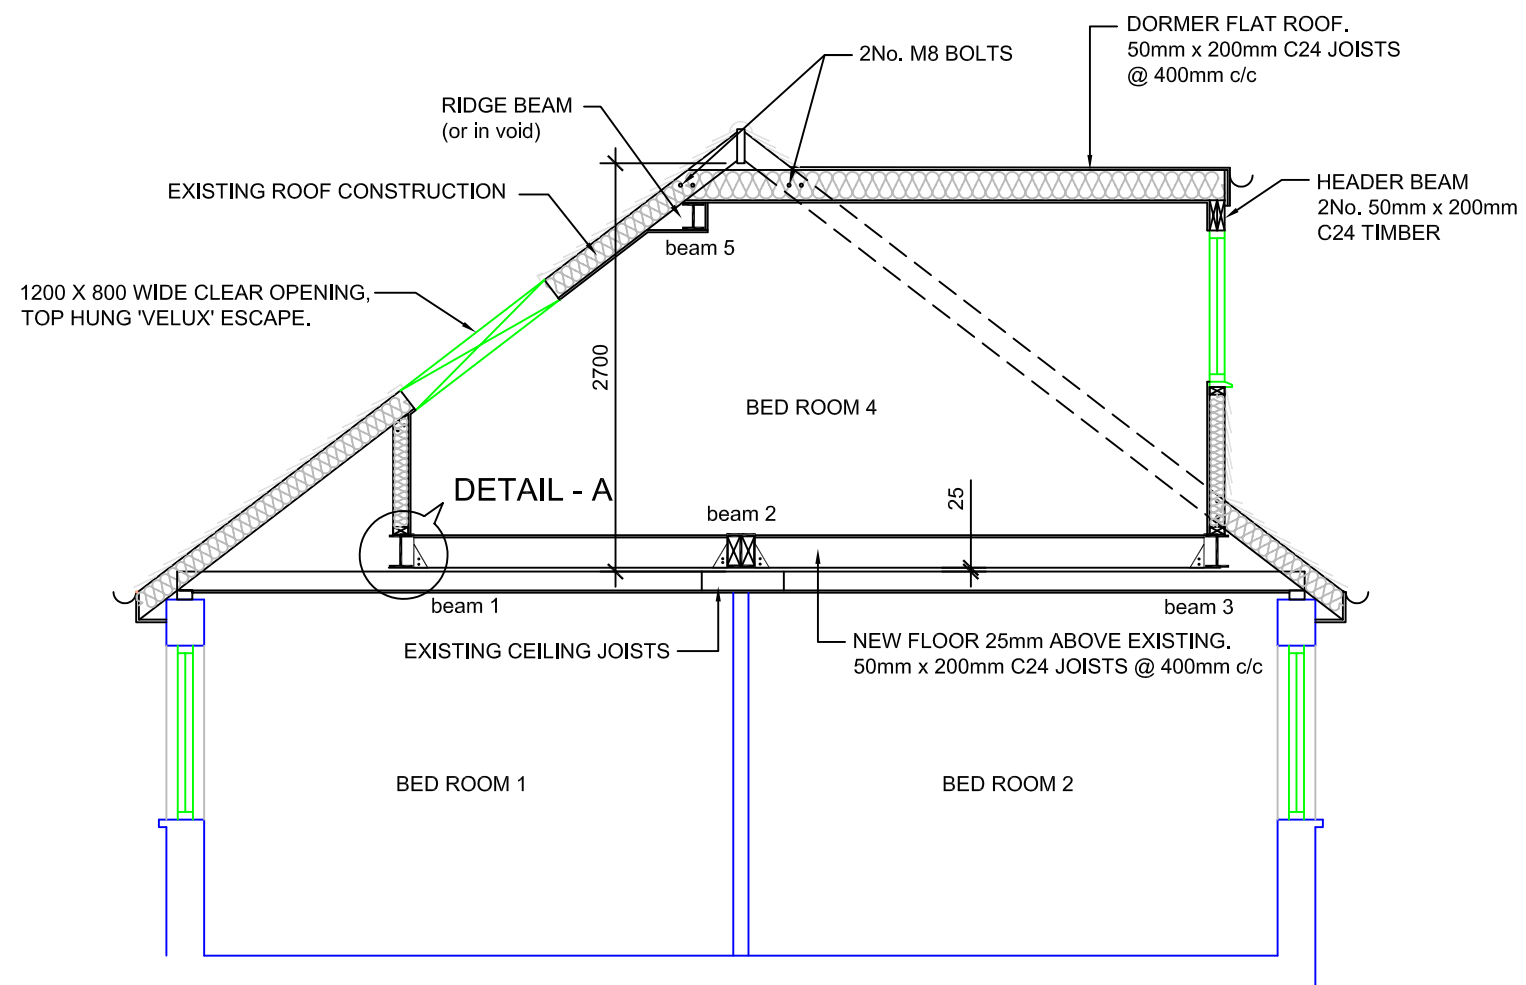 DORMER FLAT ROOF.
50mm x 200mm C24 JOISTS
@ 400mm c/c
2No. M8 BOLTS
RIDGE BEAM
(or in void)
EXISTING ROOF CONSTRUCTION
HEADER BEAM
2No. 50mm x 200mm
C24 TIMBER
beam 5
1200 X 800 WIDE CLEAR OPENING,
TOP HUNG 'VELUX' ESCAPE.
2700
BED ROOM 4
DETAIL - A
25
beam 2
beam 1
beam 3
EXISTING CEILING JOISTS
NEW FLOOR 25mm ABOVE EXISTING.
50mm x 200mm C24 JOISTS @ 400mm c/c
BED ROOM 1
BED ROOM 2